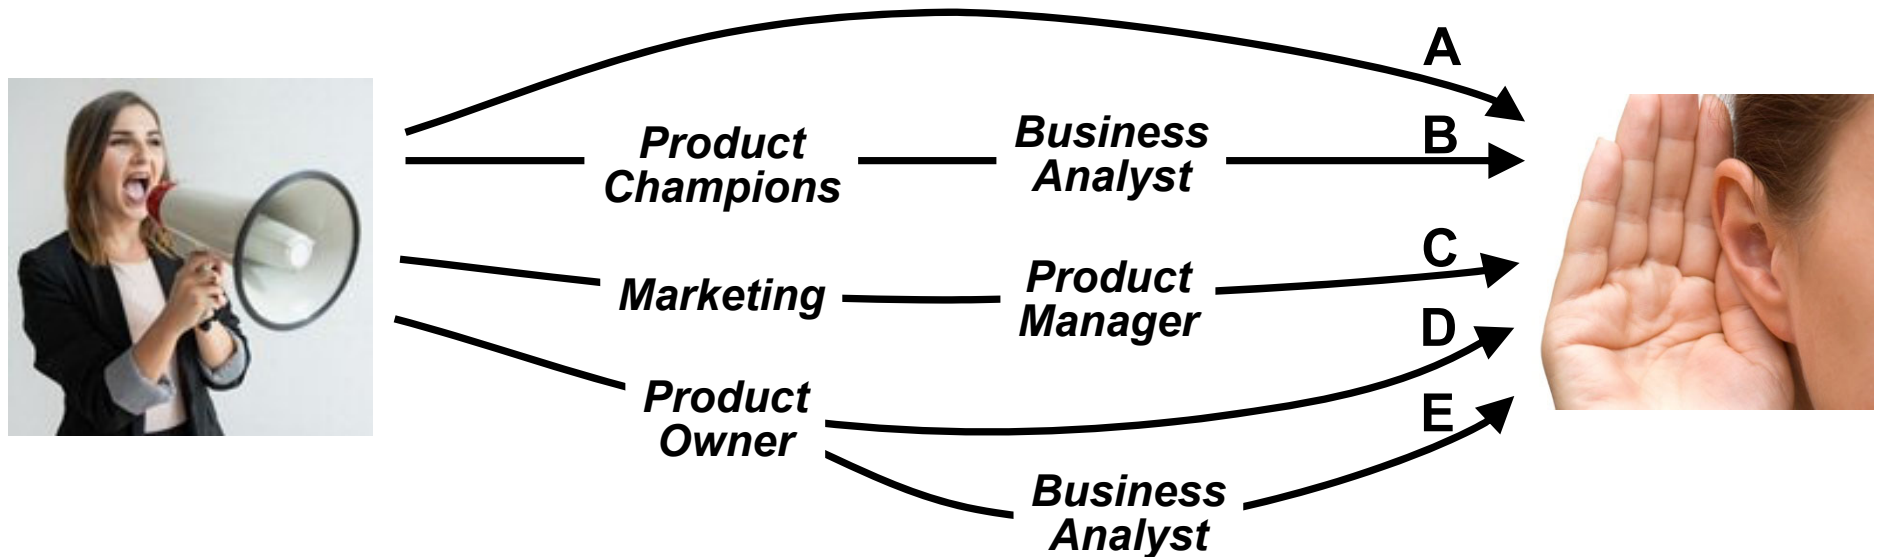 A
Product
Champions
Business
Analyst
B
Marketing
Product
Manager
C
Product
Owner
D
Business
Analyst
E